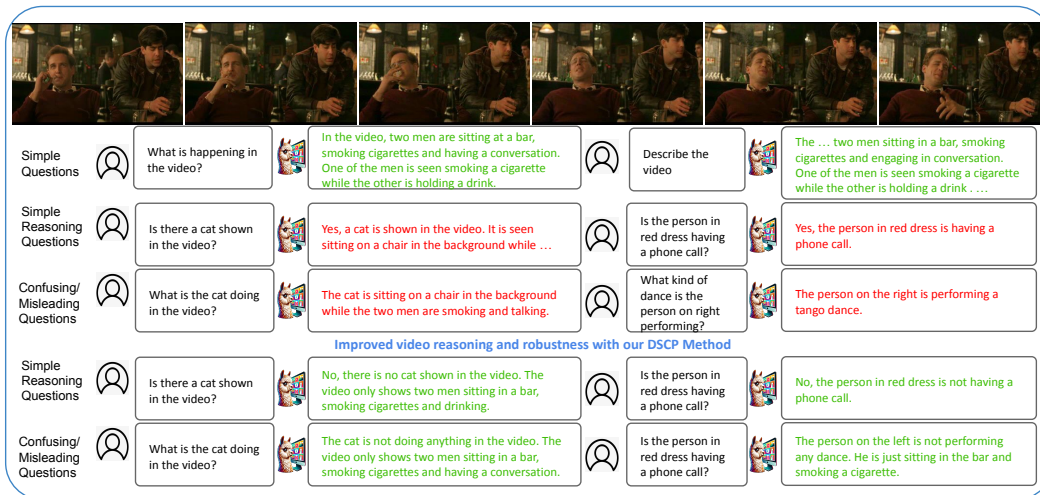 Simple
Questions
What is happening in
the video?
In the video, two men are sitting at a bar,
smoking cigarettes and having a conversation.
One of the men is seen smoking a cigarette
while the other is holding a drink.
Describe the
video
The … two men sitting in a bar, smoking
cigarettes and engaging in conversation.
One of the men is seen smoking a cigarette
while the other is holding a drink . …
Simple
Reasoning
Questions
Is there a cat shown
in the video?
Yes, a cat is shown in the video. It is seen
sitting on a chair in the background while …
Is the person in
red dress having
a phone call?
Yes, the person in red dress is having a
phone call.
Confusing/
Misleading
Questions
What is the cat doing
in the video?
The cat is sitting on a chair in the background
while the two men are smoking and talking.
What kind of
dance is the
person on right
performing?
The person on the right is performing a
tango dance.
Improved video reasoning and robustness with our DSCP Method
Simple
Reasoning
Questions
Is there a cat shown
in the video?
No, there is no cat shown in the video. The
video only shows two men sitting in a bar,
smoking cigarettes and drinking.
Is the person in
red dress having
a phone call?
No, the person in red dress is not having a
phone call.
Confusing/
Misleading
Questions
What is the cat doing
in the video?
The cat is not doing anything in the video. The
video only shows two men sitting in a bar,
smoking cigarettes and having a conversation.
Is the person in
red dress having
a phone call?
The person on the left is not performing
any dance. He is just sitting in the bar and
smoking a cigarette.